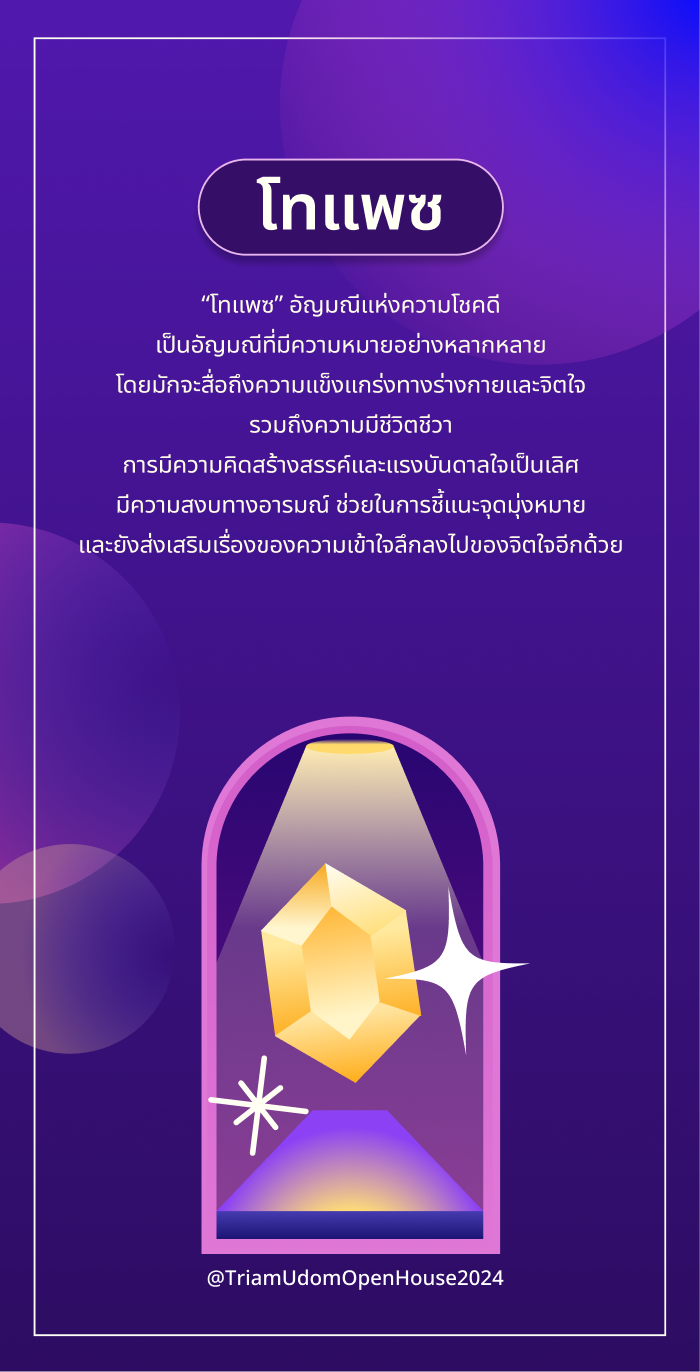 โทแพซ
“โทแพซ” อัญมณีแห่งความโชคดี
เป็นอัญมณีที่มีความหมายอย่างหลากหลาย
โดยมักจะสื่อถึงความแข็งแกร่งทางร่างกายและจิตใจ
รวมถึงความมีชีวิตชีวา
การมีความคิดสร้างสรรค์และแรงบันดาลใจเป็นเลิศ
มีความสงบทางอารมณ์ ช่วยในการชี้แนะจุดมุ่งหมาย
และยังส่งเสริมเรื่องของความเข้าใจลึกลงไปของจิตใจอีกด้วย
@TriamUdomOpenHouse2024